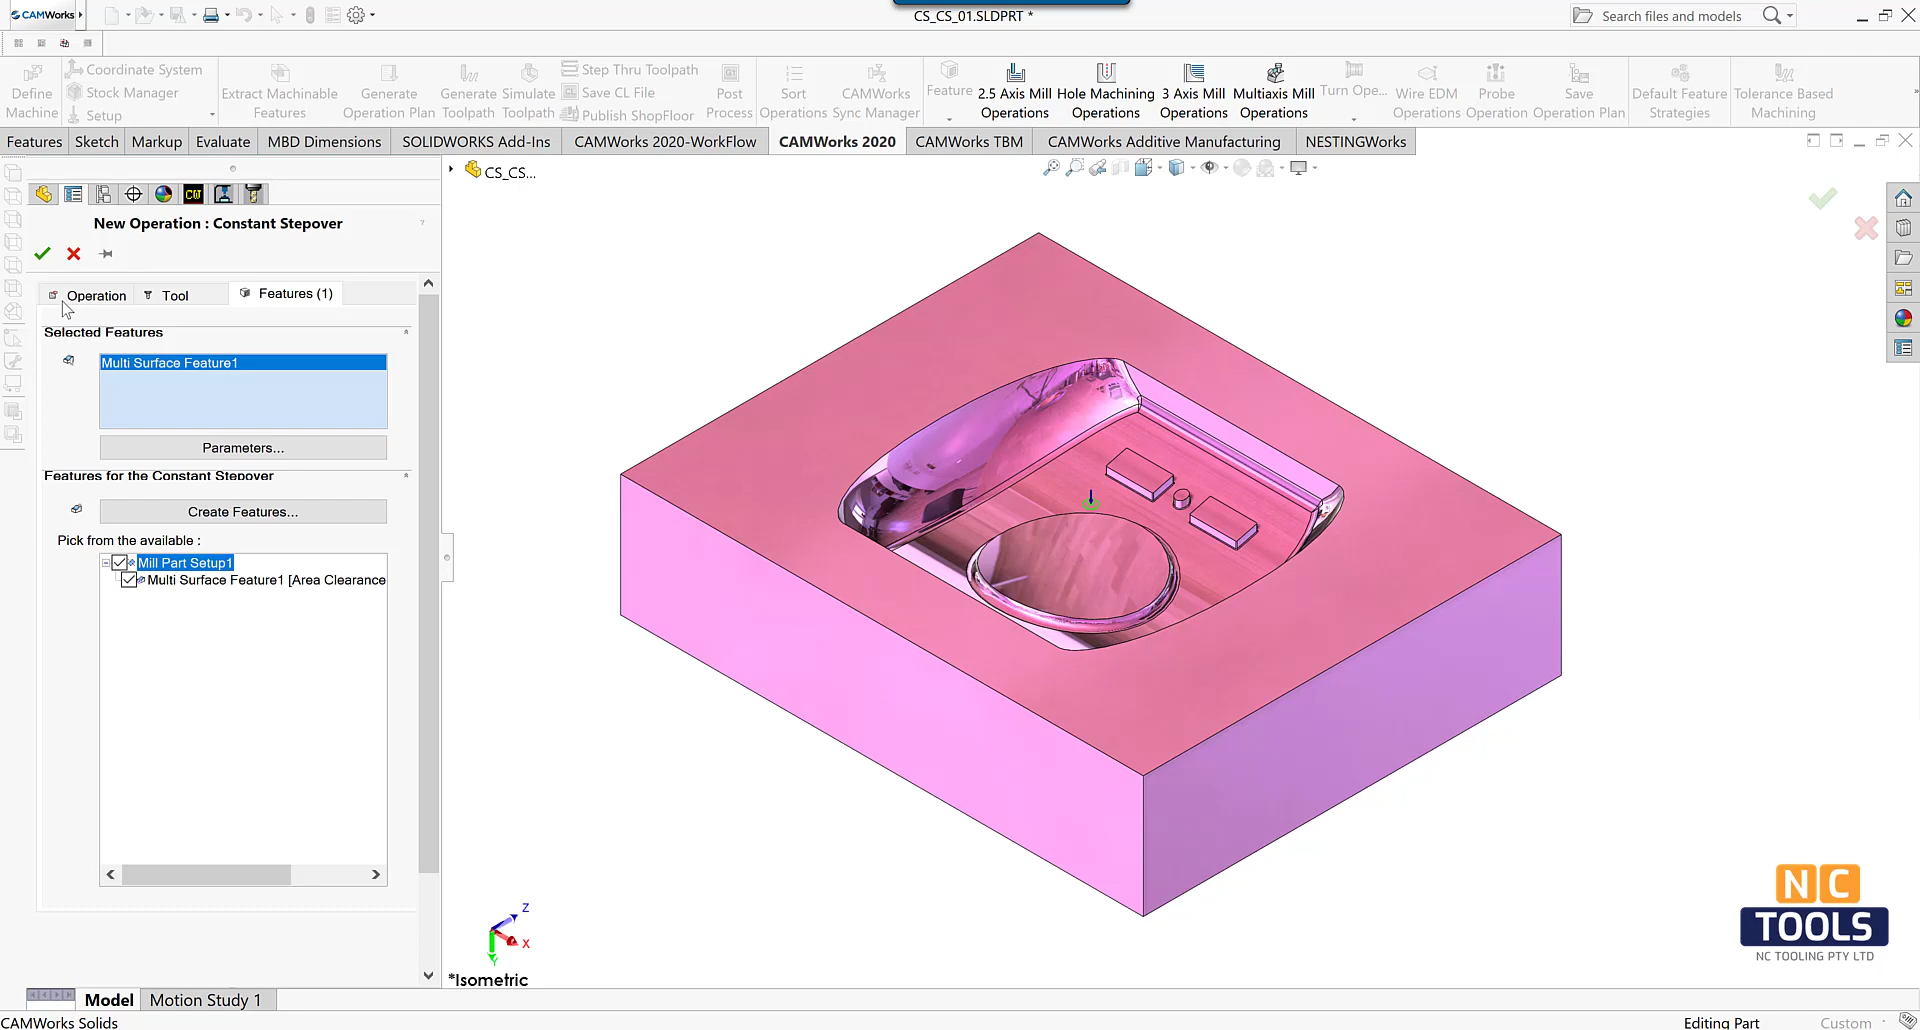 CAMWorks
CS_CS_01.SLDPRT *
Search files and models
Define Machine
Coordinate System
Stock Manager
Setup
Extract Machinable Features
Generate Operation Plan
Generate Toolpath
Simulate Toolpath
Step Thru Toolpath
Save CL File
Publish ShopFloor
Post Process
Sort Operations
CAMWorks Sync Manager
Feature
2.5 Axis Mill Operations
Hole Machining Operations
3 Axis Mill Operations
Multiaxis Mill Operations
Turn Ope...
Wire EDM Operations
Probe Operation
Save Operation Plan
Default Feature Strategies
Tolerance Based Machining
Features
Sketch
Markup
Evaluate
MBD Dimensions
SOLIDWORKS Add-Ins
CAMWorks 2020-WorkFlow
CAMWorks 2020
CAMWorks TBM
CAMWorks Additive Manufacturing
NESTINGWorks
CS_CS...
CW
New Operation : Constant Stepover
?
Operation
Tool
Features (1)
Selected Features
Multi Surface Feature1
Parameters...
Features for the Constant Stepover
Create Features...
Pick from the available :
Mill Part Setup1
Multi Surface Feature1 [Area Clearance
Z
X
Y
*Isometric
NC
TOOLS
NC TOOLING PTY LTD
Model
Motion Study 1
CAMWorks Solids
Editing Part
Custom